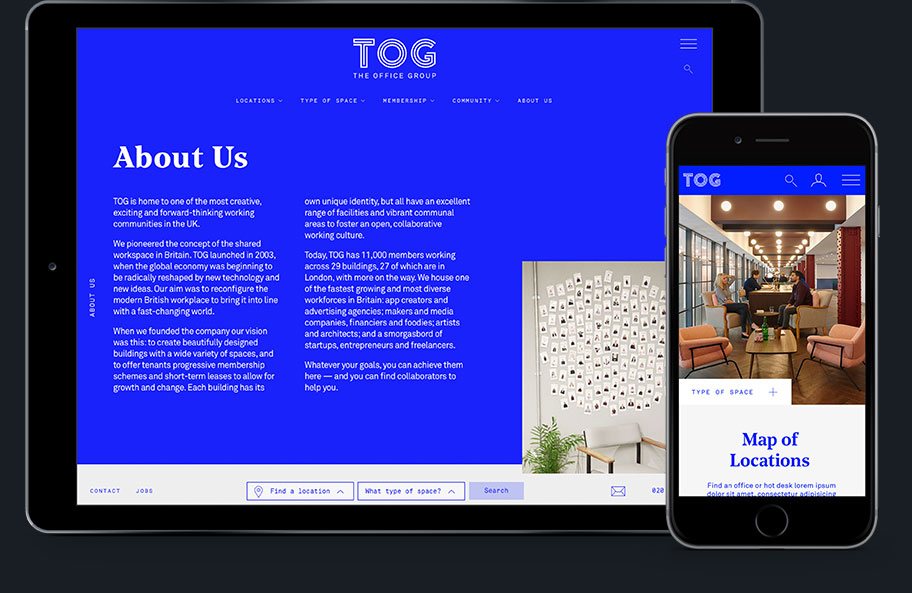 TOG
THE OFFICE GROUP
LOCATIONS
TYPE OF SPACE
MEMBERSHIP
COMMUNITY
ABOUT US
About Us
ABOUT US
TOG is home to one of the most creative,
exciting and forward-thinking working
communities in the UK.
We pioneered the concept of the shared
workspace in Britain. TOG launched in 2003,
when the global economy was beginning to
be radically reshaped by new technology and
new ideas. Our aim was to reconfigure the
modern British workplace to bring it into line
with a fast-changing world.
When we founded the company our vision
was this: to create beautifully designed
buildings with a wide variety of spaces, and
to offer tenants progressive membership
schemes and short-term leases to allow for
growth and change. Each building has its
own unique identity, but all have an excellent
range of facilities and vibrant communal
areas to foster an open, collaborative
working culture.
Today, TOG has 11,000 members working
across 29 buildings, 27 of which are in
London, with more on the way. We house one
of the fastest growing and most diverse
workforces in Britain: app creators and
advertising agencies; makers and media
companies, financiers and foodies; artists
and architects; and a smorgasbord of
startups, entrepreneurs and freelancers.
Whatever your goals, you can achieve them
here — and you can find collaborators to
help you.
CONTACT
JOBS
Find a location
What type of space?
Search
020
TOG
TYPE OF SPACE
Map of
Locations
Find an office or hot desk lorem ipsum
dolor sit amet, consectetur adipisicing